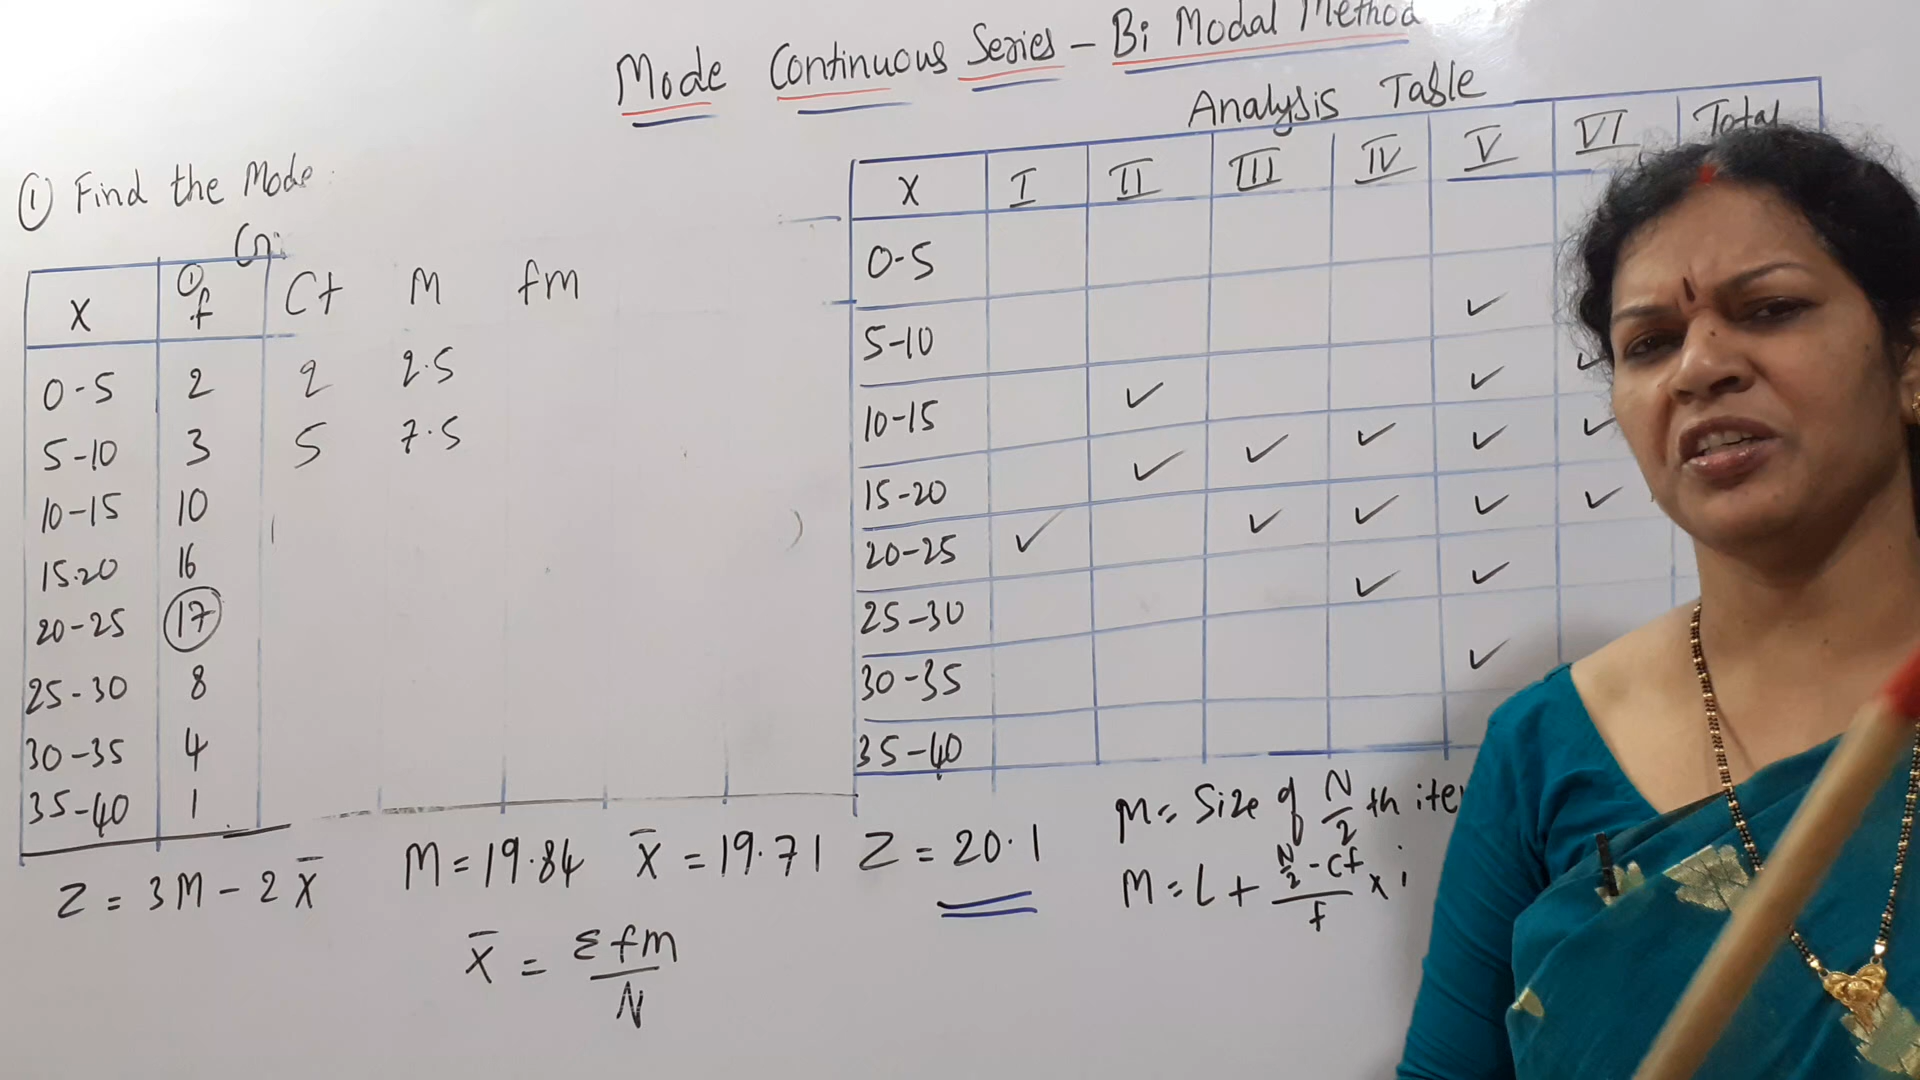 Mode Continuous Series - Bi Modal Method
Analysis Table
① Find the Mode:
X ① f Cf M fm
0-5 2 2 2.5
5-10 3 5 7.5
10-15 10
15.20 16
20-25 17
25-30 8
30-35 4
35-40 1
X I II III IV V VI Total
0-5
5-10 ✓
10-15 ✓ ✓ ✓
15-20 ✓ ✓ ✓ ✓ ✓
20-25 ✓ ✓ ✓ ✓ ✓
25-30 ✓ ✓
30-35 ✓
35-40
Z = 3M - 2X̄ M = 19.84 X̄ = 19.71 Z = 20.1
X̄ = Σfm / N
M = Size of N/2 th
M = L + N/2 - Cf / f x i